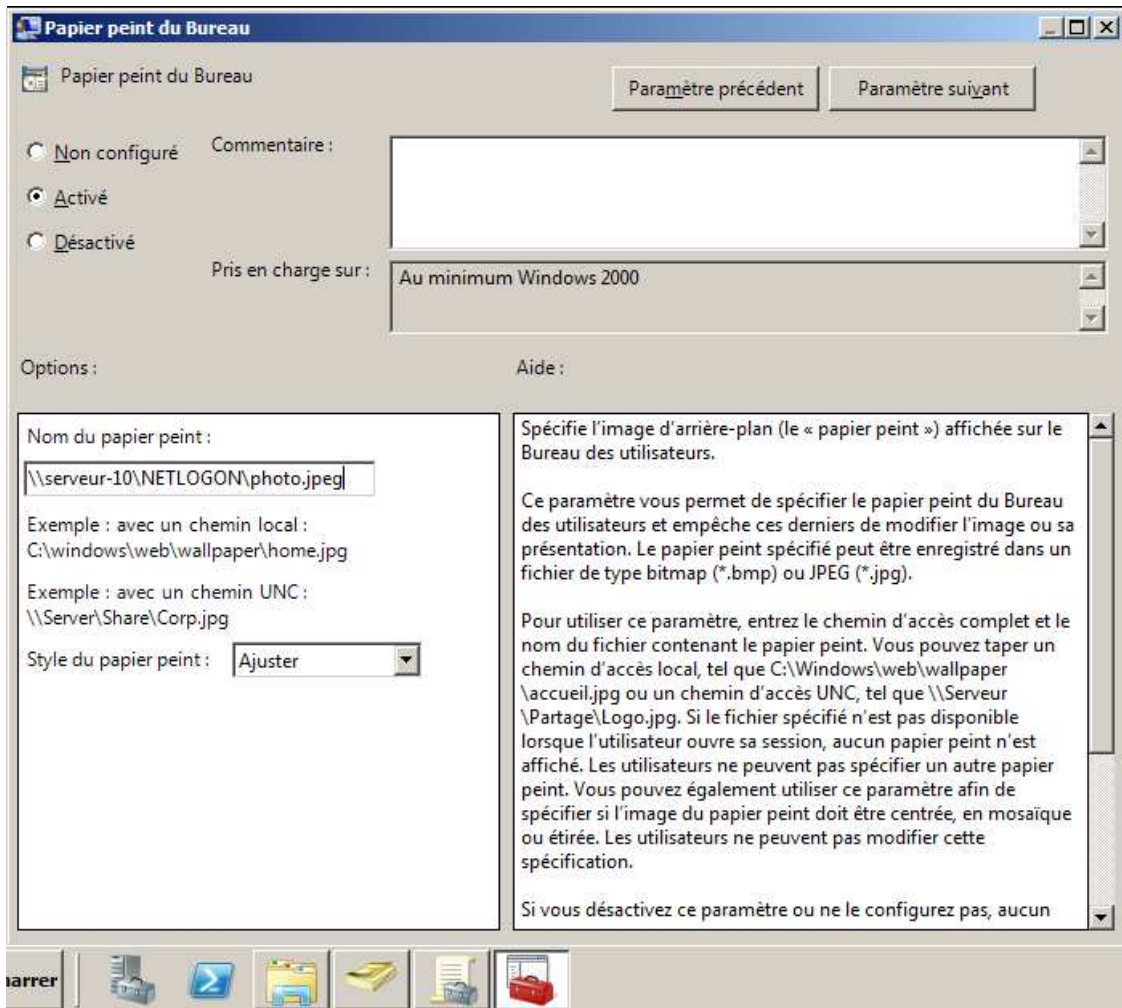 Papier peint du Bureau
Papier peint du Bureau
Paramètre précédent
Paramètre suivant
Non configuré
Commentaire :
Activé
Désactivé
Pris en charge sur :
Au minimum Windows 2000
Options :
Aide :
Nom du papier peint :
\\serveur-10\NETLOGON\photo.jpeg
Exemple : avec un chemin local :
C:\windows\web\wallpaper\home.jpg
Exemple : avec un chemin UNC :
\\Server\Share\Corp.jpg
Style du papier peint :
Ajuster
Spécifie l'image d'arrière-plan (le « papier peint ») affichée sur le
Bureau des utilisateurs.
Ce paramètre vous permet de spécifier le papier peint du Bureau
des utilisateurs et empêche ces derniers de modifier l'image ou sa
présentation. Le papier peint spécifié peut être enregistré dans un
fichier de type bitmap (*.bmp) ou JPEG (*.jpg).
Pour utiliser ce paramètre, entrez le chemin d'accès complet et le
nom du fichier contenant le papier peint. Vous pouvez taper un
chemin d'accès local, tel que C:\Windows\web\wallpaper
\accueil.jpg ou un chemin d'accès UNC, tel que \\Serveur
\Partage\Logo.jpg. Si le fichier spécifié n'est pas disponible
lorsque l'utilisateur ouvre sa session, aucun papier peint n'est
affiché. Les utilisateurs ne peuvent pas spécifier un autre papier
peint. Vous pouvez également utiliser ce paramètre afin de
spécifier si l'image du papier peint doit être centrée, en mosaïque
ou étirée. Les utilisateurs ne peuvent pas modifier cette
spécification.
Si vous désactivez ce paramètre ou ne le configurez pas, aucun
arrer